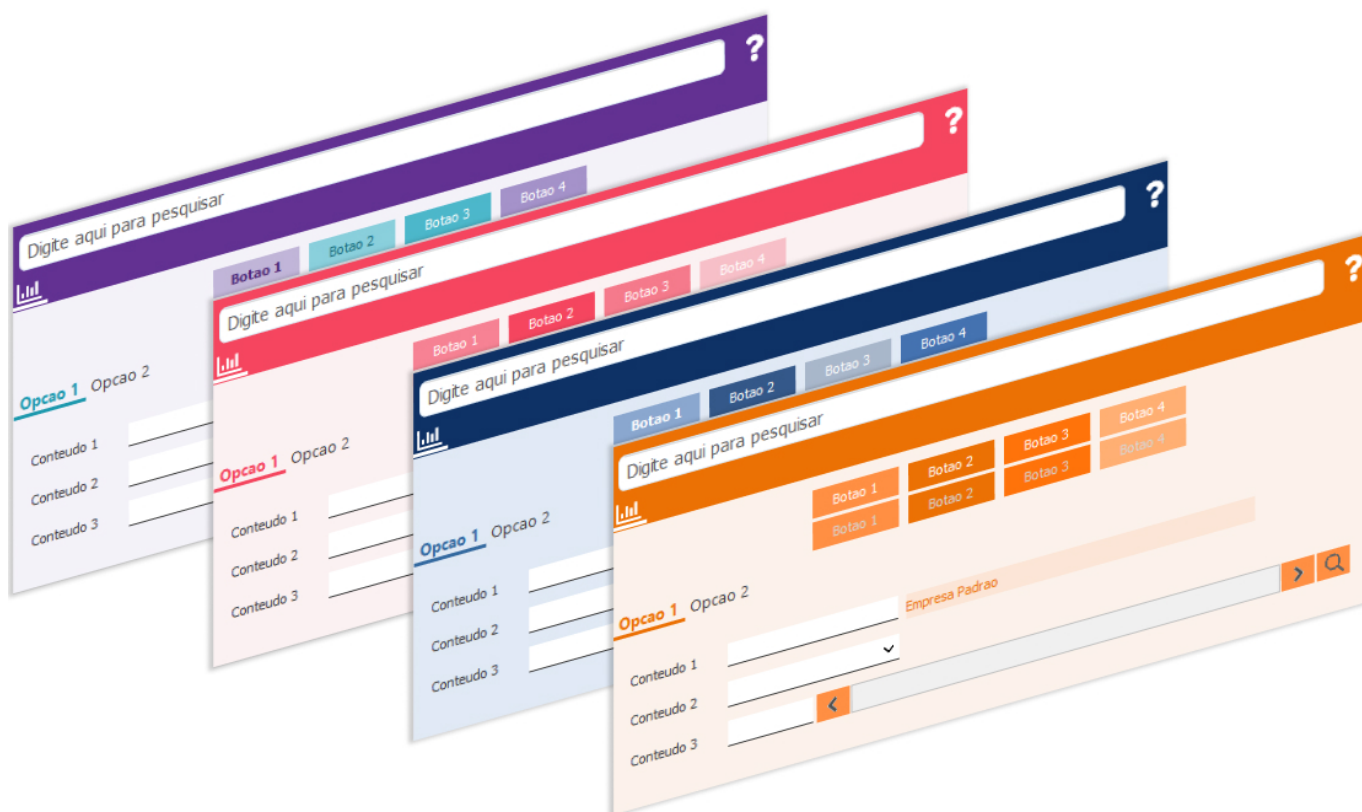 Digite aqui para pesquisar
?
Botao 1 Botao 2 Botao 3 Botao 4
Opcao 1 Opcao 2
Conteudo 1
Conteudo 2
Conteudo 3
Digite aqui para pesquisar
?
Botao 1 Botao 2 Botao 3 Botao 4
Opcao 1 Opcao 2
Conteudo 1
Conteudo 2
Conteudo 3
Digite aqui para pesquisar
?
Botao 1 Botao 2 Botao 3 Botao 4
Opcao 1 Opcao 2
Conteudo 1
Conteudo 2
Conteudo 3
Digite aqui para pesquisar
?
Botao 1 Botao 2 Botao 3 Botao 4
Botao 1 Botao 2 Botao 3 Botao 4
Opcao 1 Opcao 2
Conteudo 1 Empresa Padrao
Conteudo 2
Conteudo 3